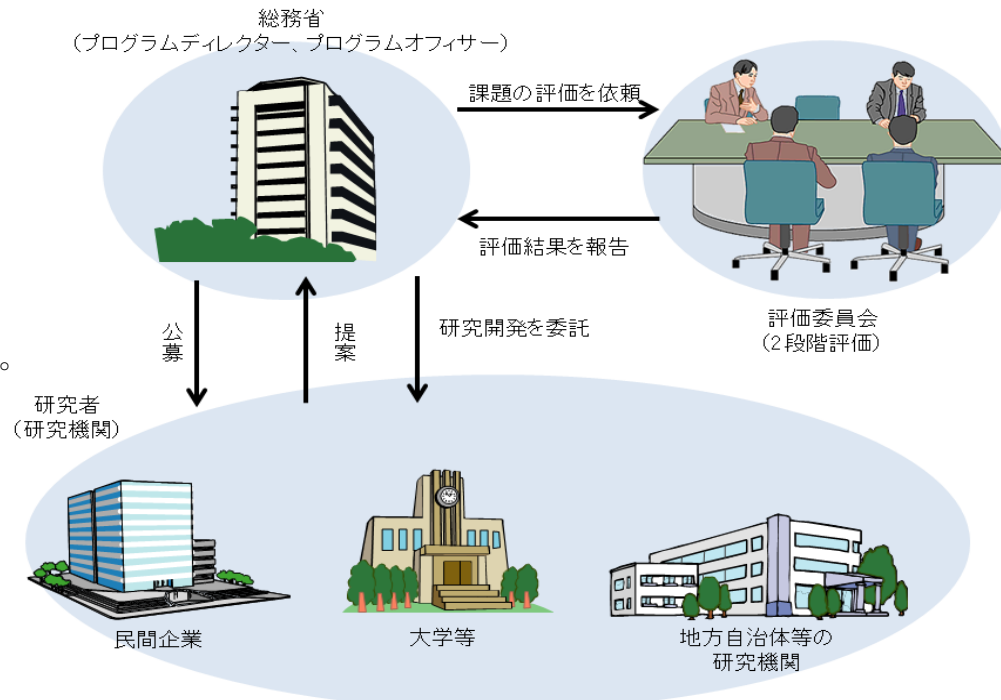 総務省
(プログラムディレクター、プログラムオフィサー)
課題の評価を依頼
評価結果を報告
評価委員会
(2段階評価)
公募
提案
研究開発を委託
。
研究者
(研究機関)
民間企業
大学等
地方自治体等の
研究機関